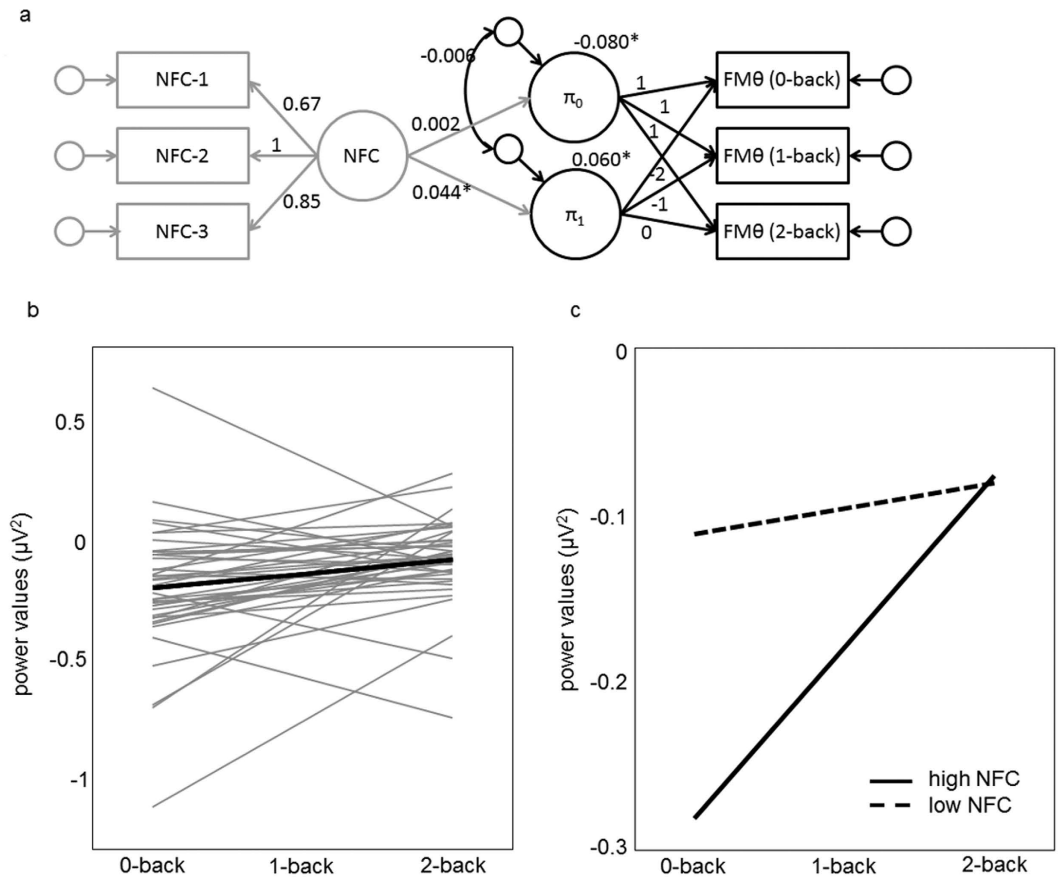 a
NFC-1
NFC-2
NFC-3
0.67
1
0.85
NFC
0.002
0.044*
-0.006
-0.080*
π0
0.060*
π1
1
1
1
-2
-1
0
FMθ (0-back)
FMθ (1-back)
FMθ (2-back)
b
power values (µV²)
0.5
0
-0.5
-1
0-back 1-back 2-back
c
power values (µV²)
0
-0.1
-0.2
-0.3
high NFC
low NFC
0-back 1-back 2-back